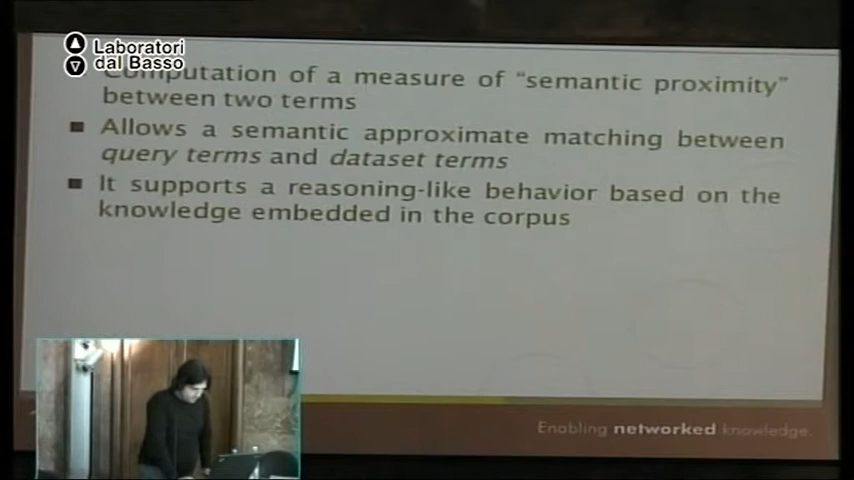 Laboratori
dal Basso
Computation of a measure of “semantic proximity”
between two terms
Allows a semantic approximate matching between
query terms and dataset terms
It supports a reasoning-like behavior based on the
knowledge embedded in the corpus
Enabling networked knowledge.